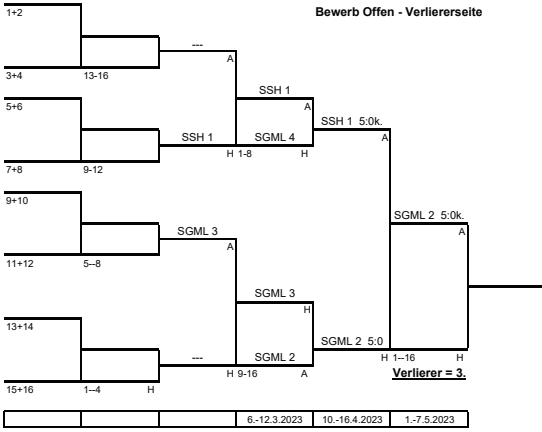 Bewerb Offen - Verliererseite
1+2
---
A
3+4 13-16
SSH 1
5+6 A
SSH 1 5:0k.
SSH 1 SGML 4 A
H 1-8 H
7+8 9-12
9+10
SGML 2 5:0k.
SGML 3 A
A
11+12 5--8
SGML 3
H
13+14
SGML 2 5:0
--- SGML 2 H 1--16 H
H 9-16 A
Verlierer = 3.
15+16 1--4 H
6.-12.3.2023 10.-16.4.2023 1.-7.5.2023